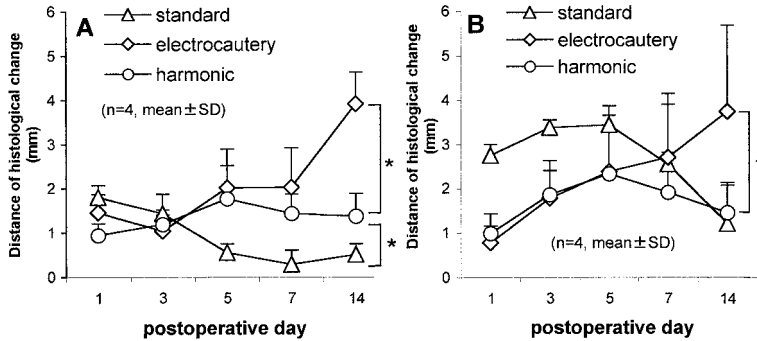 A
standard
electrocautery
harmonic
(n=4, mean±SD)
Distance of histological change
(mm)
6
5
4
3
2
1
0
*
*
1 3 5 7 14
postoperative day
B
standard
electrocautery
harmonic
(n=4, mean±SD)
Distance of histological change
(mm)
6
5
4
3
2
1
0
1 3 5 7 14
postoperative day